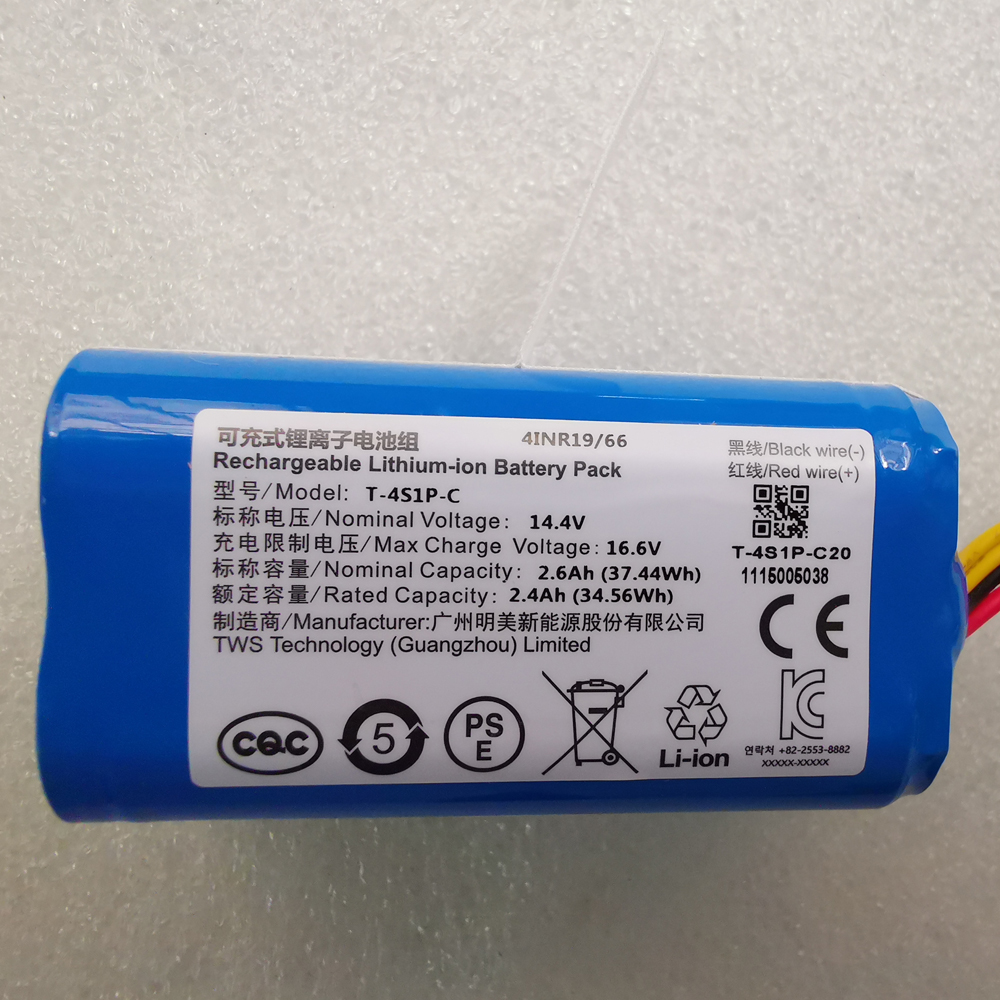 可充式锂离子电池组 4INR19/66
Rechargeable Lithium-ion Battery Pack
型号/Model: T-4S1P-C
标称电压/Nominal Voltage: 14.4V
充电限制电压/Max Charge Voltage: 16.6V
标称容量/Nominal Capacity: 2.6Ah (37.44Wh)
额定容量/Rated Capacity: 2.4Ah (34.56Wh)
制造商/Manufacturer:广州明美新能源股份有限公司
TWS Technology (Guangzhou) Limited
黑线/Black wire(-)
红线/Red wire(+)
T-4S1P-C20
1115005038
CE
CQC
5
PS
E
Li-ion
KC
연락처 +82-2553-8882
XXXXX-XXXXX